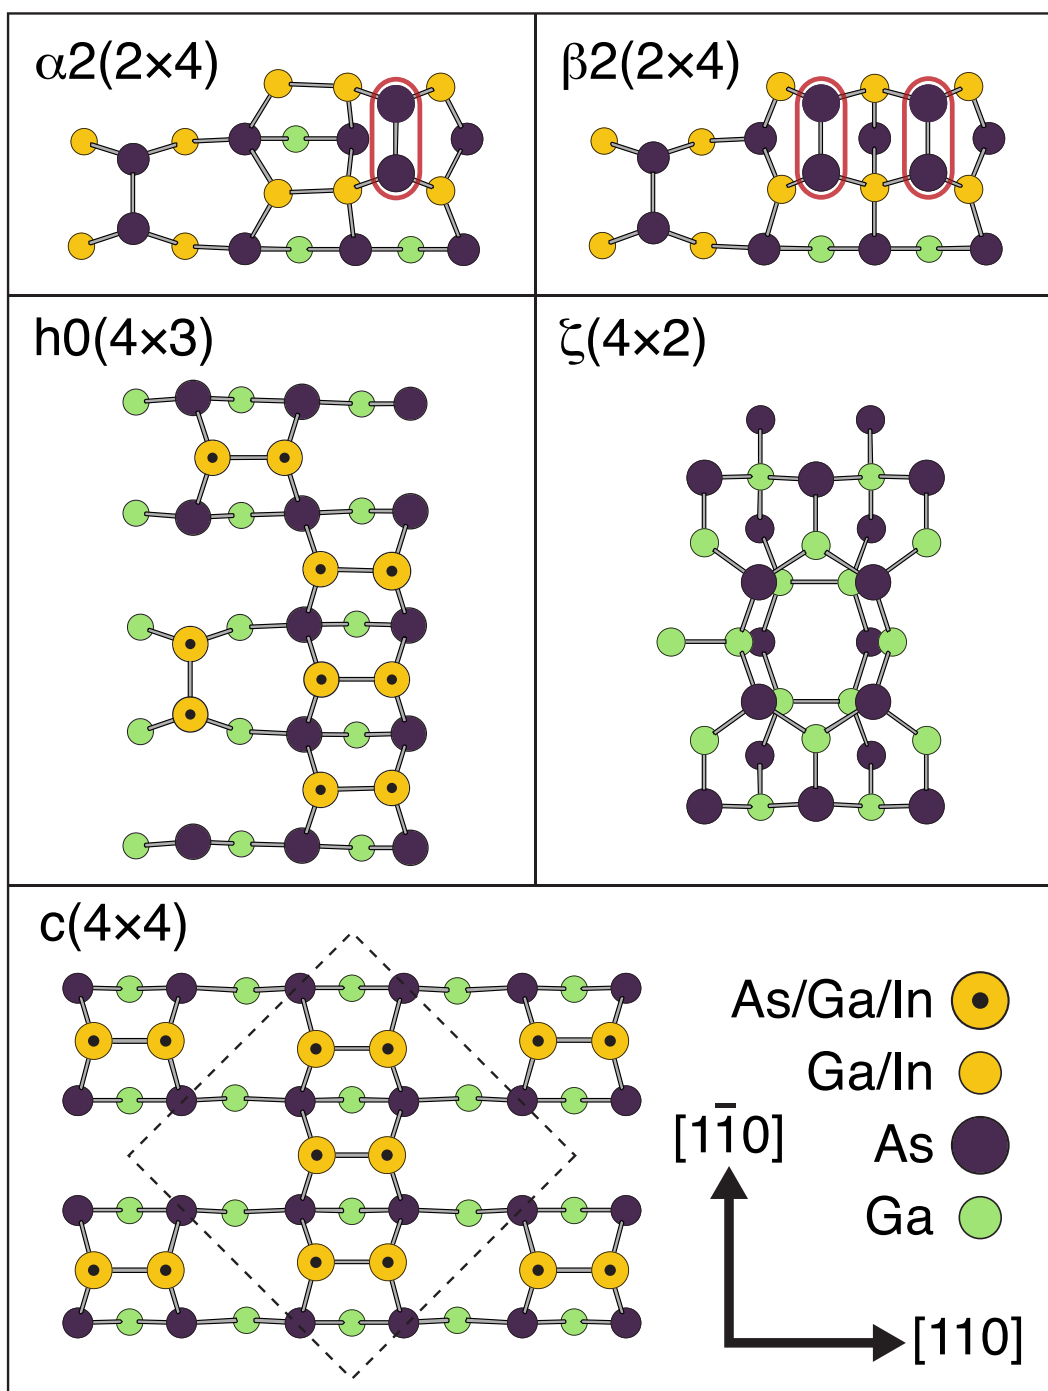 α2(2×4)
β2(2×4)
h0(4×3)
ζ(4×2)
c(4×4)
As/Ga/In
Ga/In
As
Ga
[11̄0]
[110]